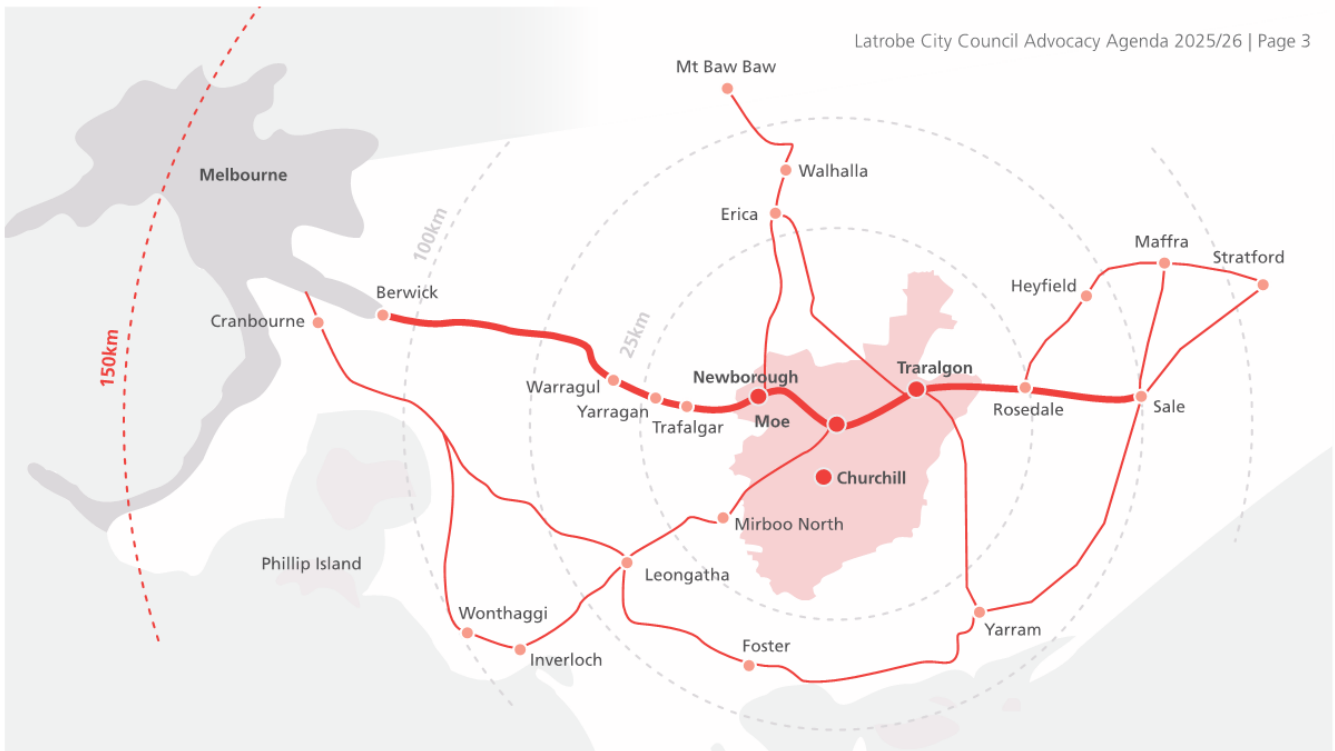 Latrobe City Council Advocacy Agenda 2025/26 | Page 3
Mt Baw Baw
Melbourne
Walhalla
Erica
100km
Maffra
Stratford
Heyfield
Berwick
Cranbourne
25km
150km
Traralgon
Newborough
Warragul
Yarragan
Trafalgar
Moe
Rosedale
Sale
Churchill
Mirboo North
Phillip Island
Leongatha
Wonthaggi
Yarram
Foster
Inverloch